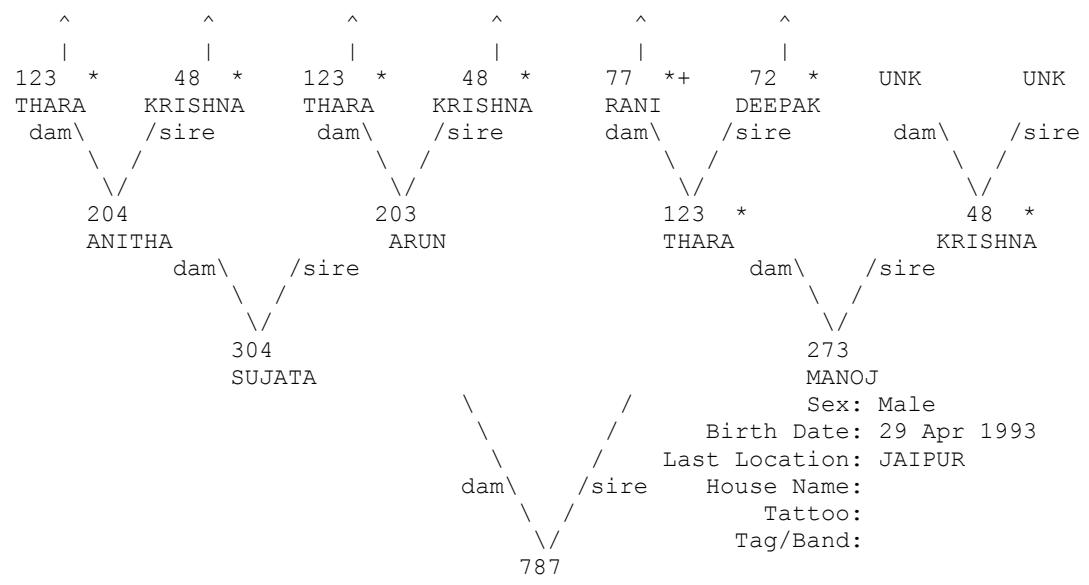 ^ ^ ^ ^ ^ ^
| | | | | |
123 * 48 * 123 * 48 * 77 *+ 72 * UNK UNK
THARA KRISHNA THARA KRISHNA RANI DEEPAK
dam\ /sire dam\ /sire dam\ /sire dam\ /sire
\ / \ / \ / \ /
\/ \/ \/ \/
204 203 123 * 48 *
ANITHA ARUN THARA KRISHNA
dam\ /sire dam\ /sire
\ / \ /
\/ \/
304 273
SUJATA MANOJ
\ / Sex: Male
\ / Birth Date: 29 Apr 1993
\ / Last Location: JAIPUR
dam\ /sire House Name:
\ / Tattoo:
\/ Tag/Band:
787